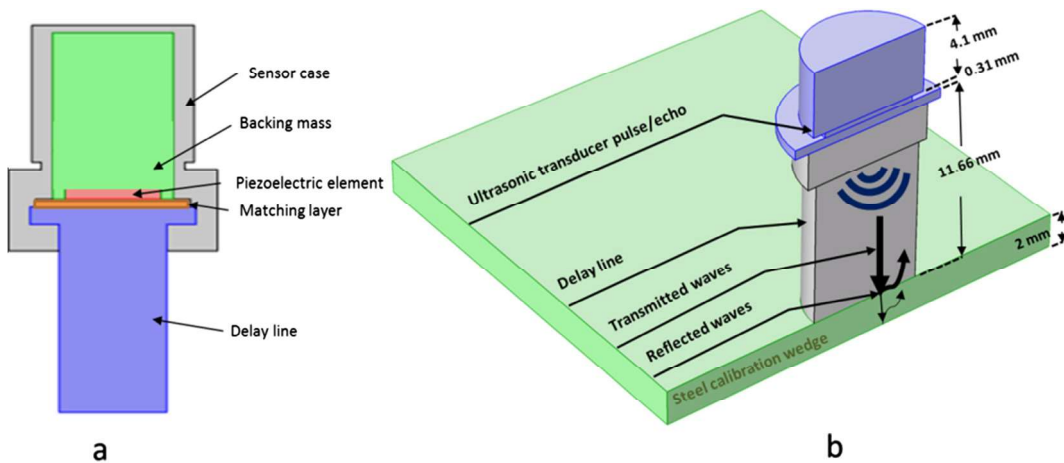 Sensor case
Backing mass
Piezoelectric element
Matching layer
Delay line
a
4.1 mm
0.31 mm
11.66 mm
2 mm
Ultrasonic transducer pulse/echo
Delay line
Transmitted waves
Reflected waves
Steel calibration wedge
b